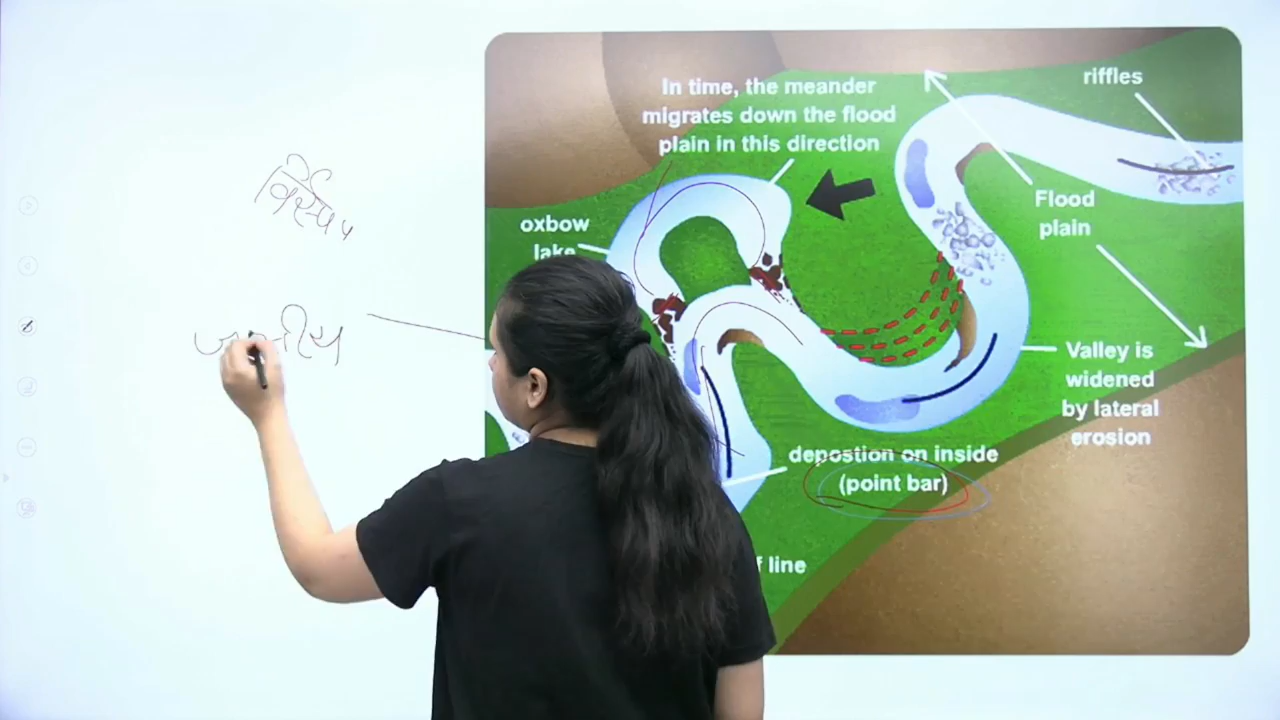 riffles
In time, the meander
migrates down the flood
plain in this direction
oxbow
lake
Flood
plain
Valley is
widened
by lateral
erosion
depostion on inside
(point bar)
line